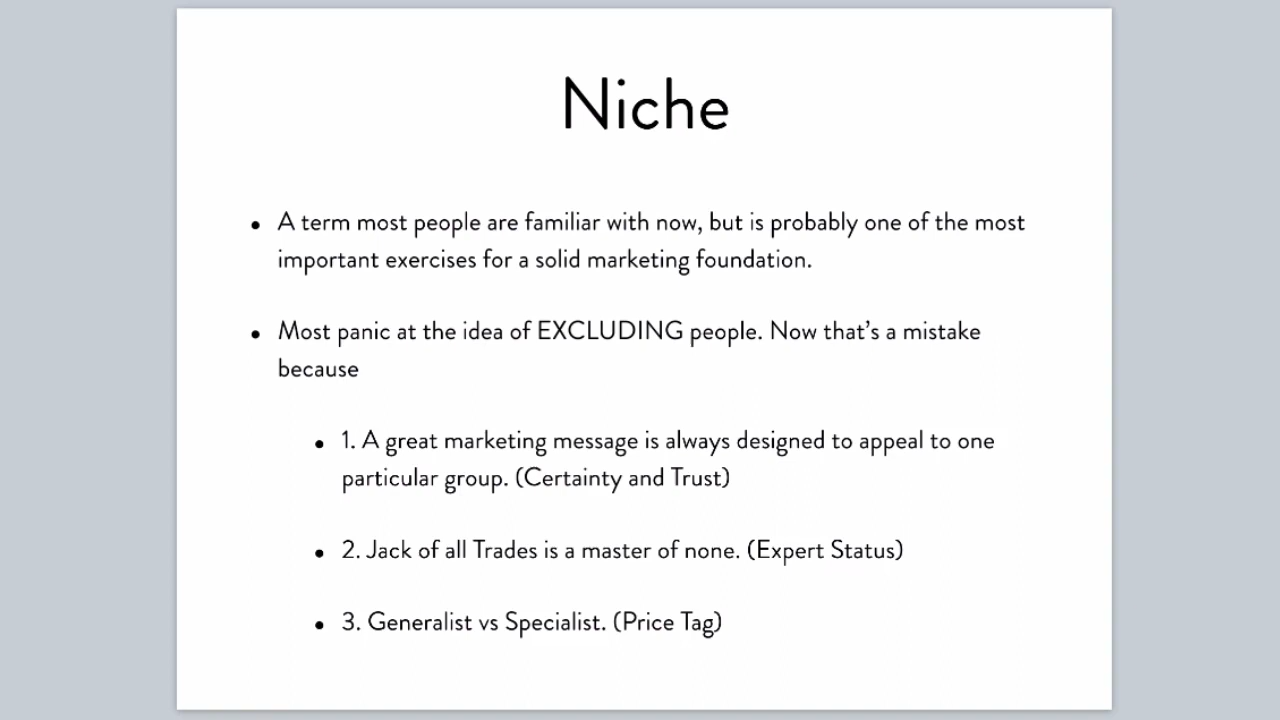 Niche
• A term most people are familiar with now, but is probably one of the most
important exercises for a solid marketing foundation.
• Most panic at the idea of EXCLUDING people. Now that’s a mistake
because
• 1. A great marketing message is always designed to appeal to one
particular group. (Certainty and Trust)
• 2. Jack of all Trades is a master of none. (Expert Status)
• 3. Generalist vs Specialist. (Price Tag)